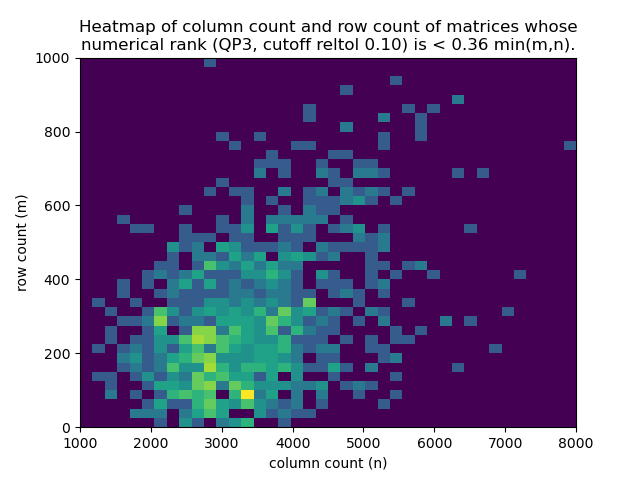 Heatmap of column count and row count of matrices whose
numerical rank (QP3, cutoff reltol 0.10) is < 0.36 min(m,n).
1000
800
600
400
200
0
row count (m)
1000 2000 3000 4000 5000 6000 7000 8000
column count (n)